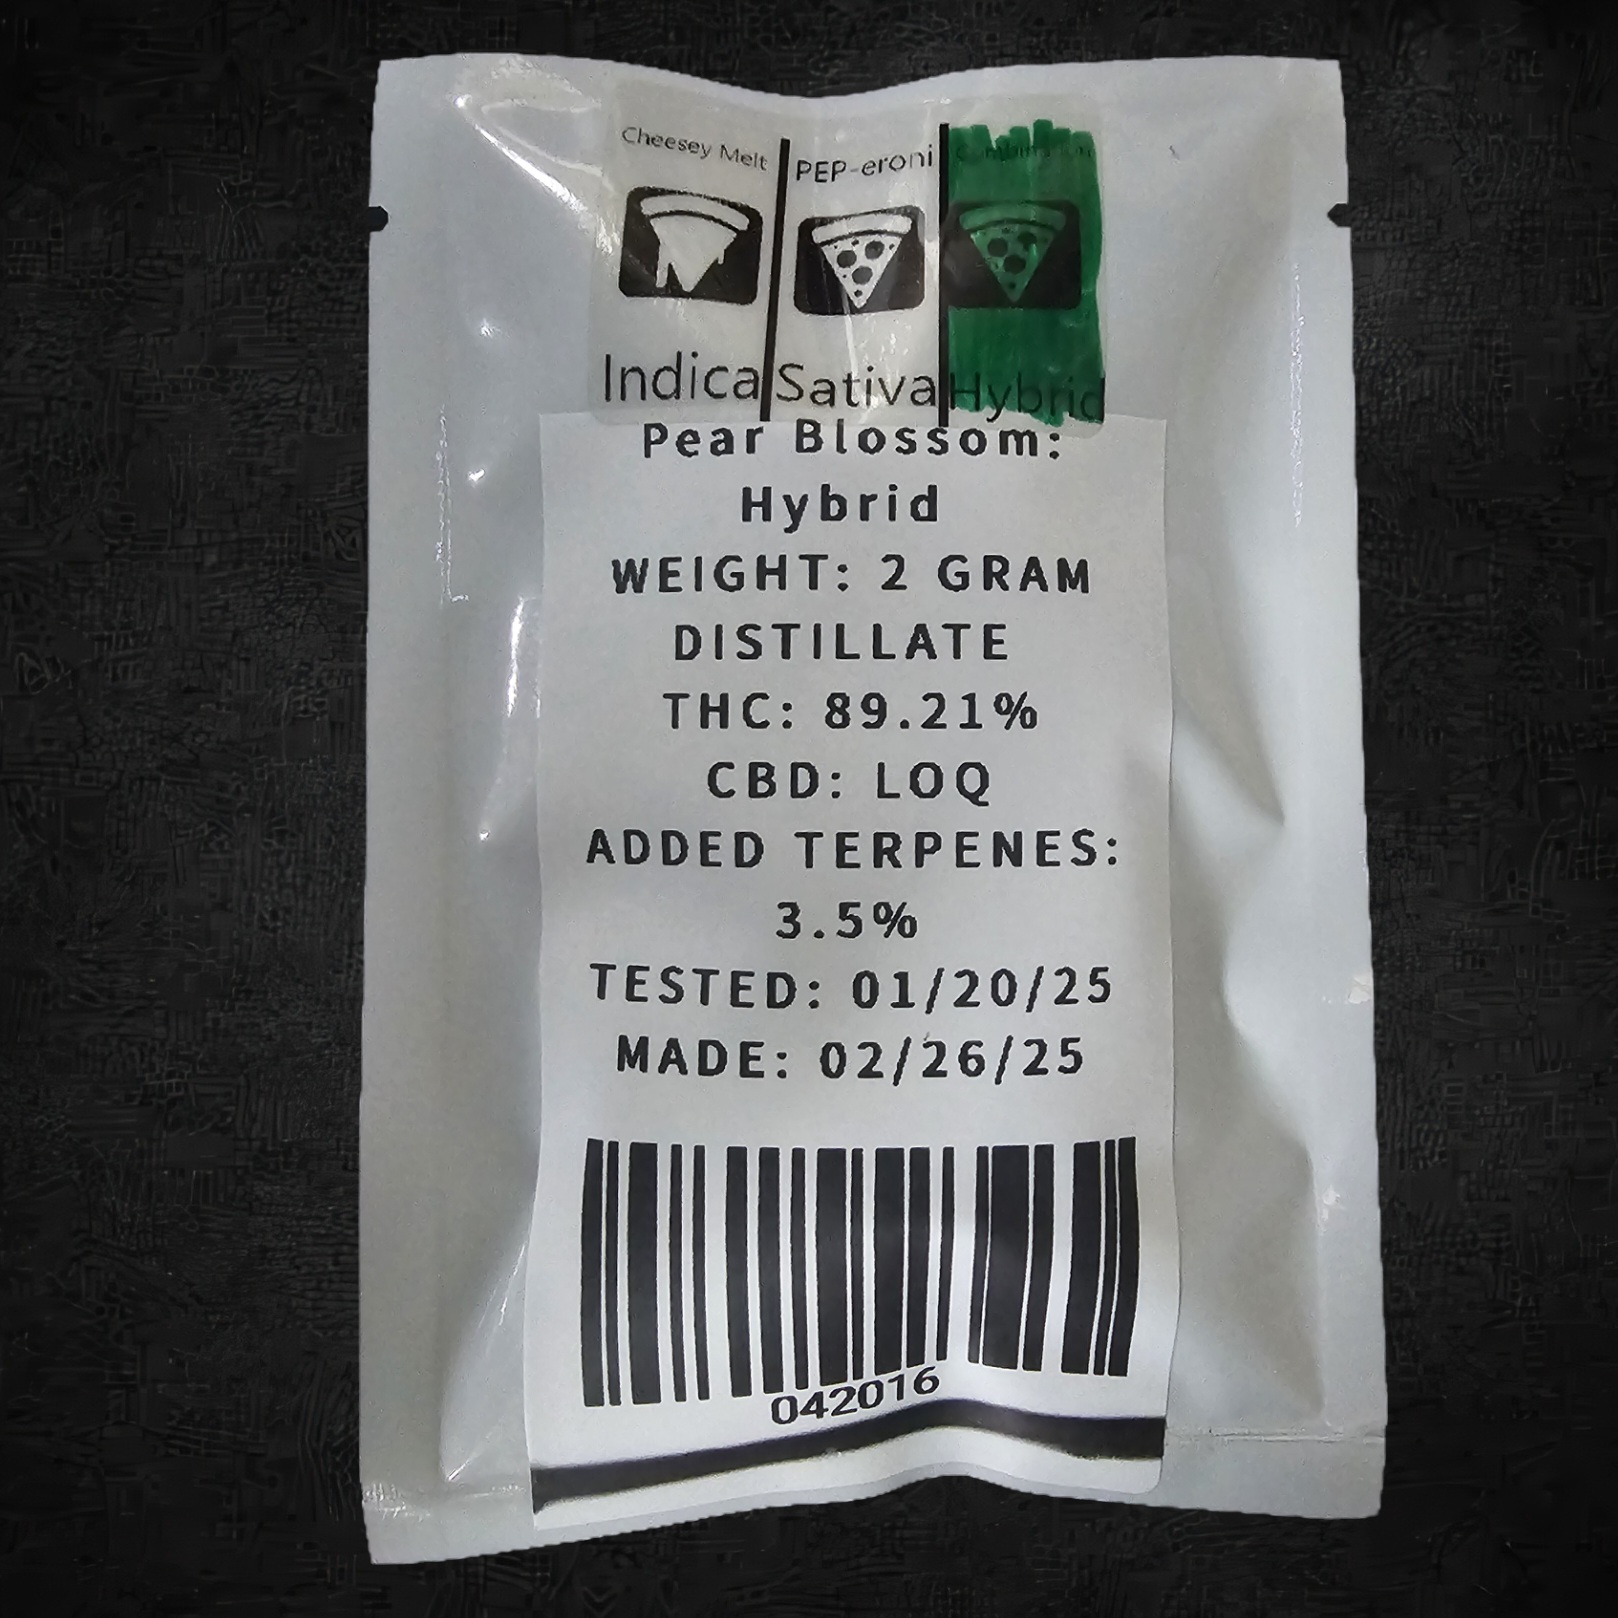 Cheesey Melt
PEP-eroni
Combination
Indica
Sativa
Hybrid
Pear Blossom:
Hybrid
WEIGHT: 2 GRAM
DISTILLATE
THC: 89.21%
CBD: LOQ
ADDED TERPENES:
3.5%
TESTED: 01/20/25
MADE: 02/26/25
042016